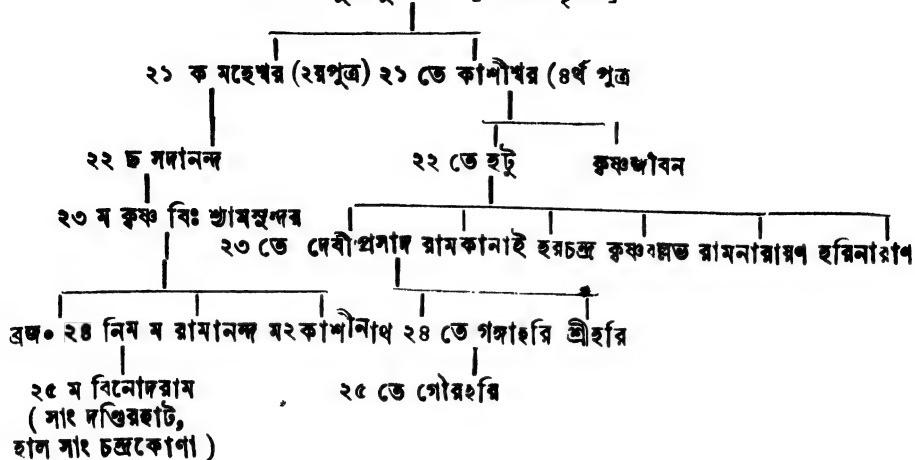 ২১ ক মহেশ্বর (২য়পুত্র) ২১ তে কাশীশ্বর (৪র্থ পুত্র
২২ চ সদানন্দ ২২ তে হটু কৃষ্ণজীবন
২৩ ম কৃষ্ণ বিঃ শ্যামসুন্দর
২৩ তে দেবীপ্রসাদ রামকানাই হরচন্দ্র কৃষ্ণবল্লভ রামনারায়ণ হরিনারাণ
ব্রজ০ ২৪ নিম ম রামানন্দ ম২ কাশীনাথ ২৪ তে গঙ্গাহরি শ্রীহরি
২৫ ম বিনোদরাম ২৫ তে গৌরহরি
( সাং দণ্ডিরহাট,
হাল সাং চন্দ্রকোণা )